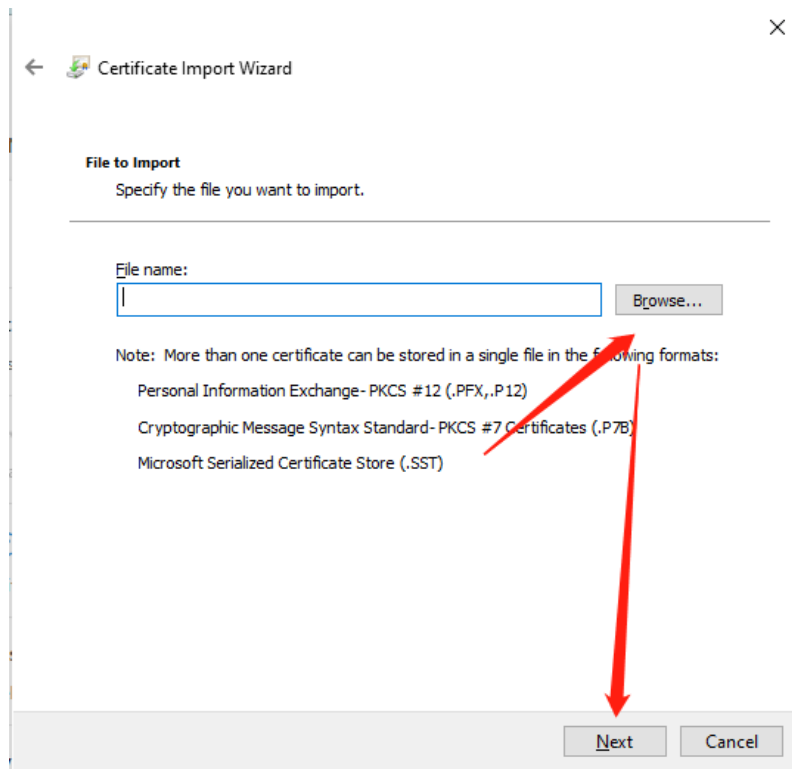 Certificate Import Wizard
File to Import
Specify the file you want to import.
File name:
Browse...
Note: More than one certificate can be stored in a single file in the following formats:
Personal Information Exchange- PKCS #12 (.PFX,.P12)
Cryptographic Message Syntax Standard- PKCS #7 Certificates (.P7B)
Microsoft Serialized Certificate Store (.SST)
Next
Cancel